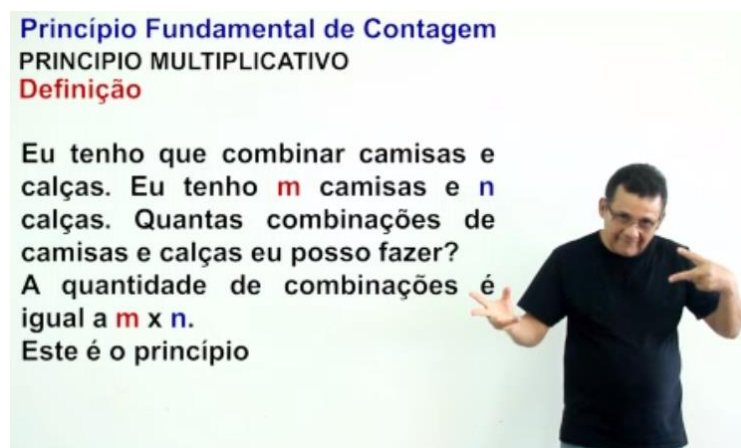 Princípio Fundamental de Contagem
PRINCIPIO MULTIPLICATIVO
Definição
Eu tenho que combinar camisas e
calças. Eu tenho m camisas e n
calças. Quantas combinações de
camisas e calças eu posso fazer?
A quantidade de combinações é
igual a m x n.
Este é o princípio